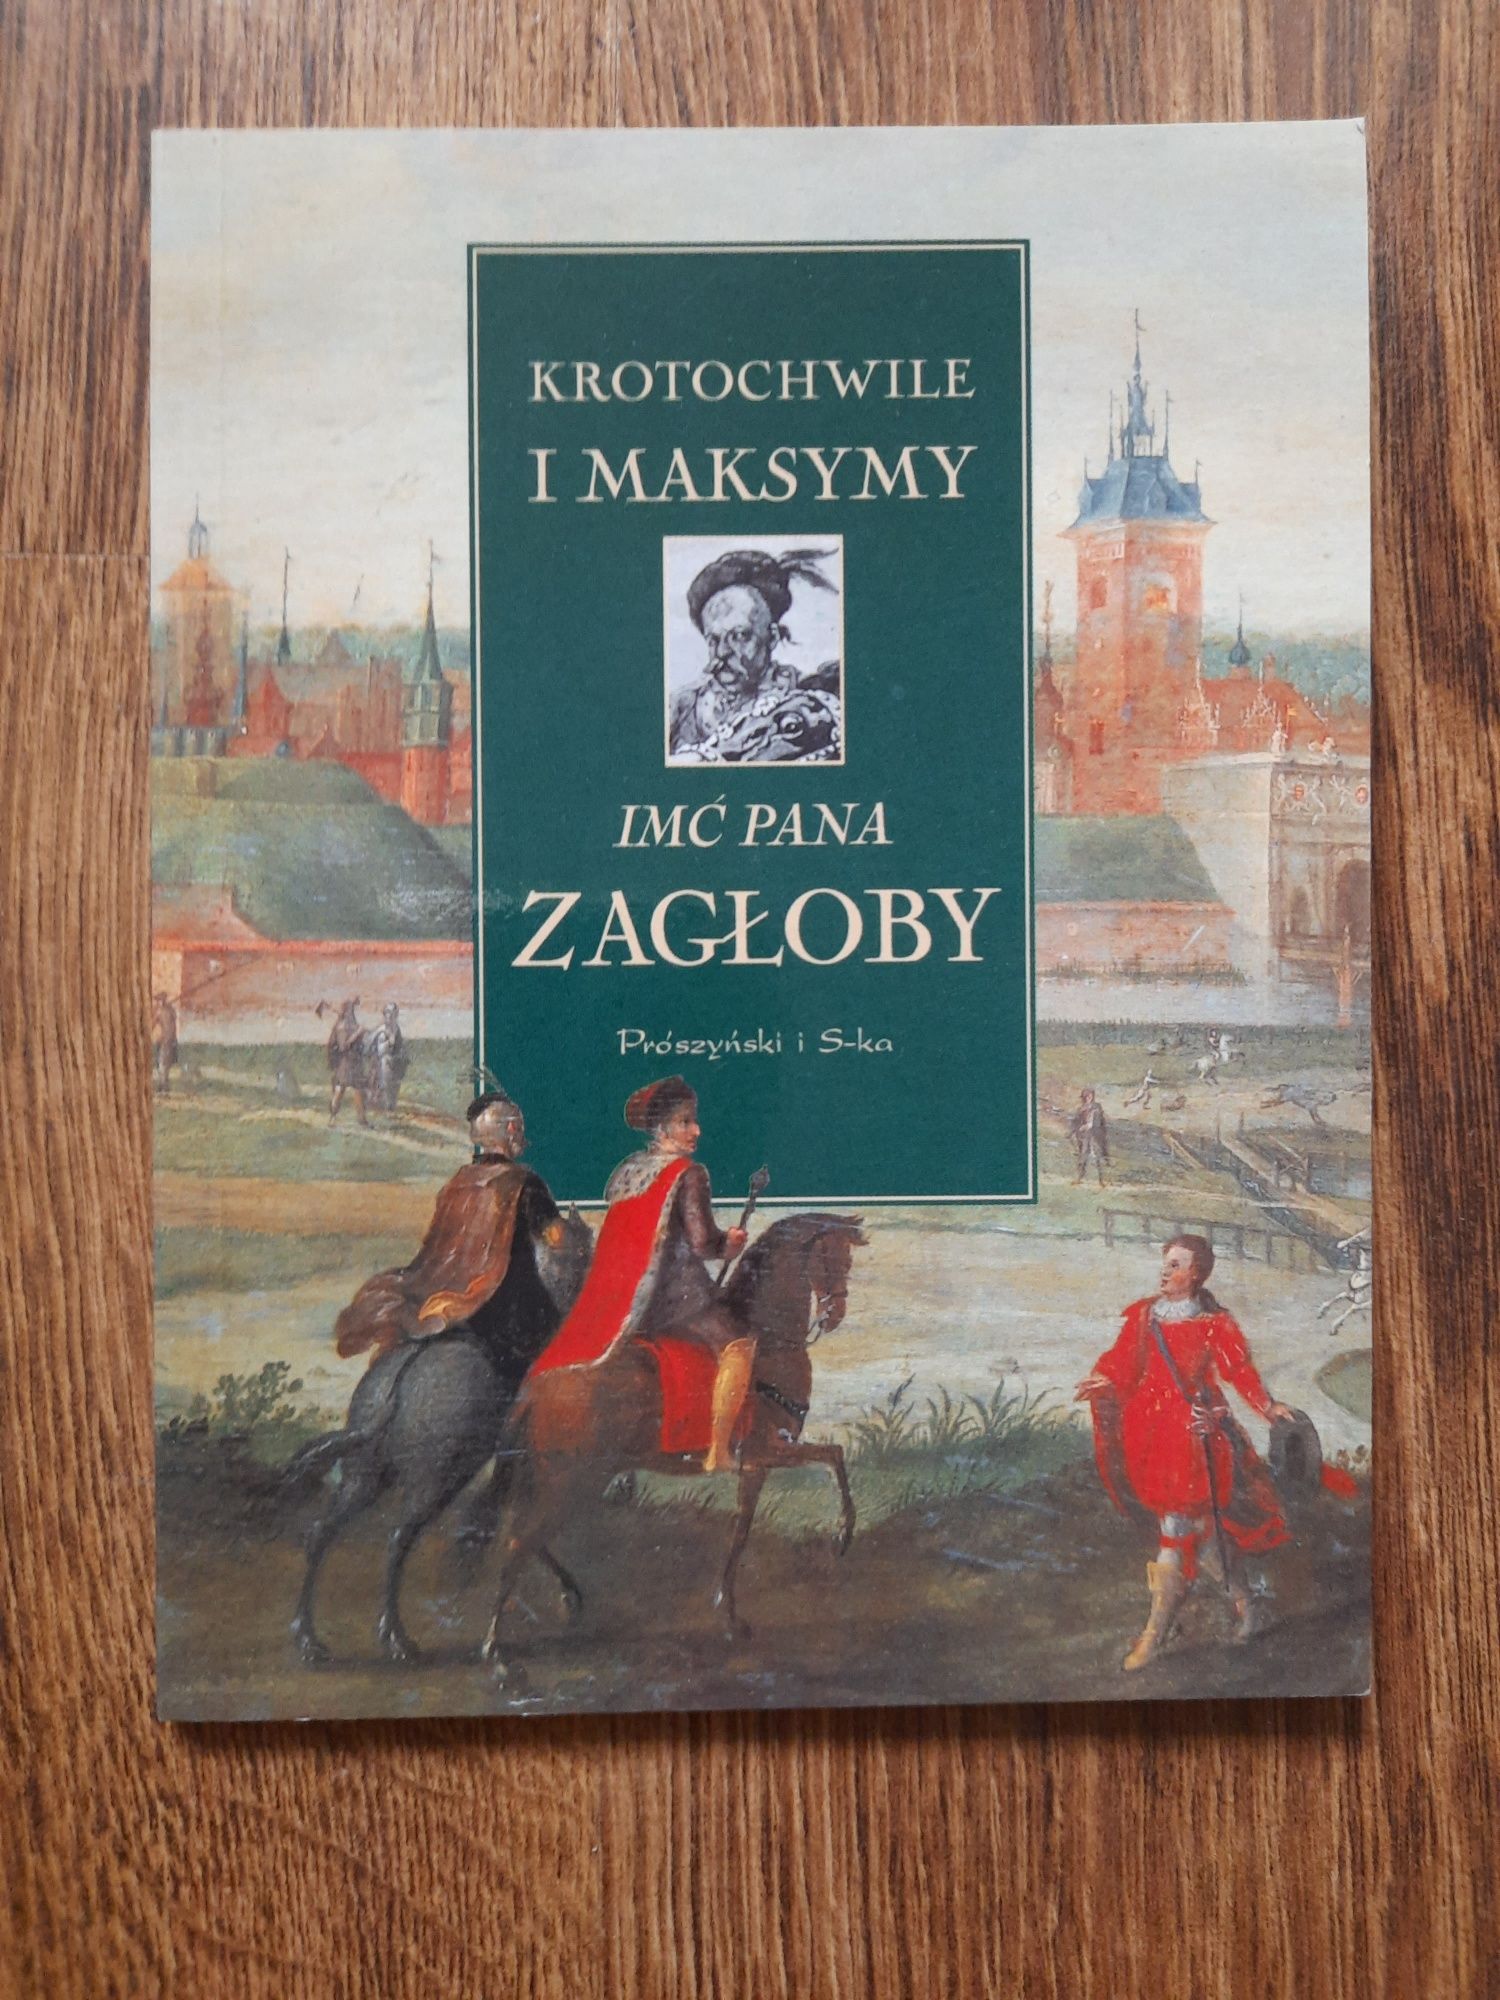 KROTOCHWILE
I MAKSYMY
IMĆ PANA
ZAGŁOBY
Prószyński i S-ka